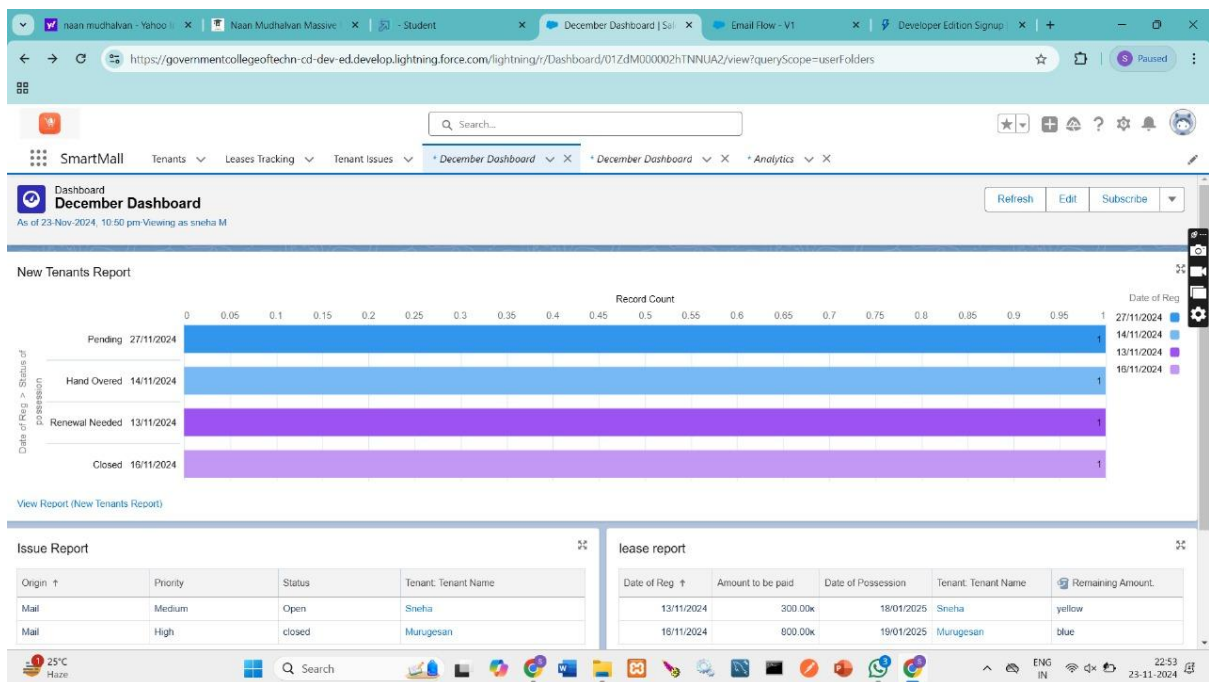 naan mudhalvan - Yahoo
Naan Mudhalvan Massive
- Student
December Dashboard | Sal
Email Flow - V1
Developer Edition Signup
https://governmentcollegeoftechn-cd-dev-ed.develop.lightning.force.com/lightning/r/Dashboard/01ZdM000002hTNNUA2/view?queryScope=userFolders
S Paused
Search...
SmartMall
Tenants
Leases Tracking
Tenant Issues
* December Dashboard
* December Dashboard
* Analytics
Dashboard
December Dashboard
As of 23-Nov-2024, 10:50 pm·Viewing as sneha M
Refresh
Edit
Subscribe
New Tenants Report
Record Count
0 0.05 0.1 0.15 0.2 0.25 0.3 0.35 0.4 0.45 0.5 0.55 0.6 0.65 0.7 0.75 0.8 0.85 0.9 0.95 1
Date of Reg > Status of possession
Pending 27/11/2024 1
Hand Overed 14/11/2024 1
Renewal Needed 13/11/2024 1
Closed 16/11/2024 1
Date of Reg
27/11/2024
14/11/2024
13/11/2024
16/11/2024
View Report (New Tenants Report)
Issue Report
Origin ↑ Priority Status Tenant: Tenant Name
Mail Medium Open Sneha
Mail High closed Murugesan
lease report
Date of Reg ↑ Amount to be paid Date of Possession Tenant: Tenant Name Remaining Amount.
13/11/2024 300.00к 18/01/2025 Sneha yellow
16/11/2024 800.00к 19/01/2025 Murugesan blue
1
25°C
Haze
Search
ENG
IN
22:53
23-11-2024